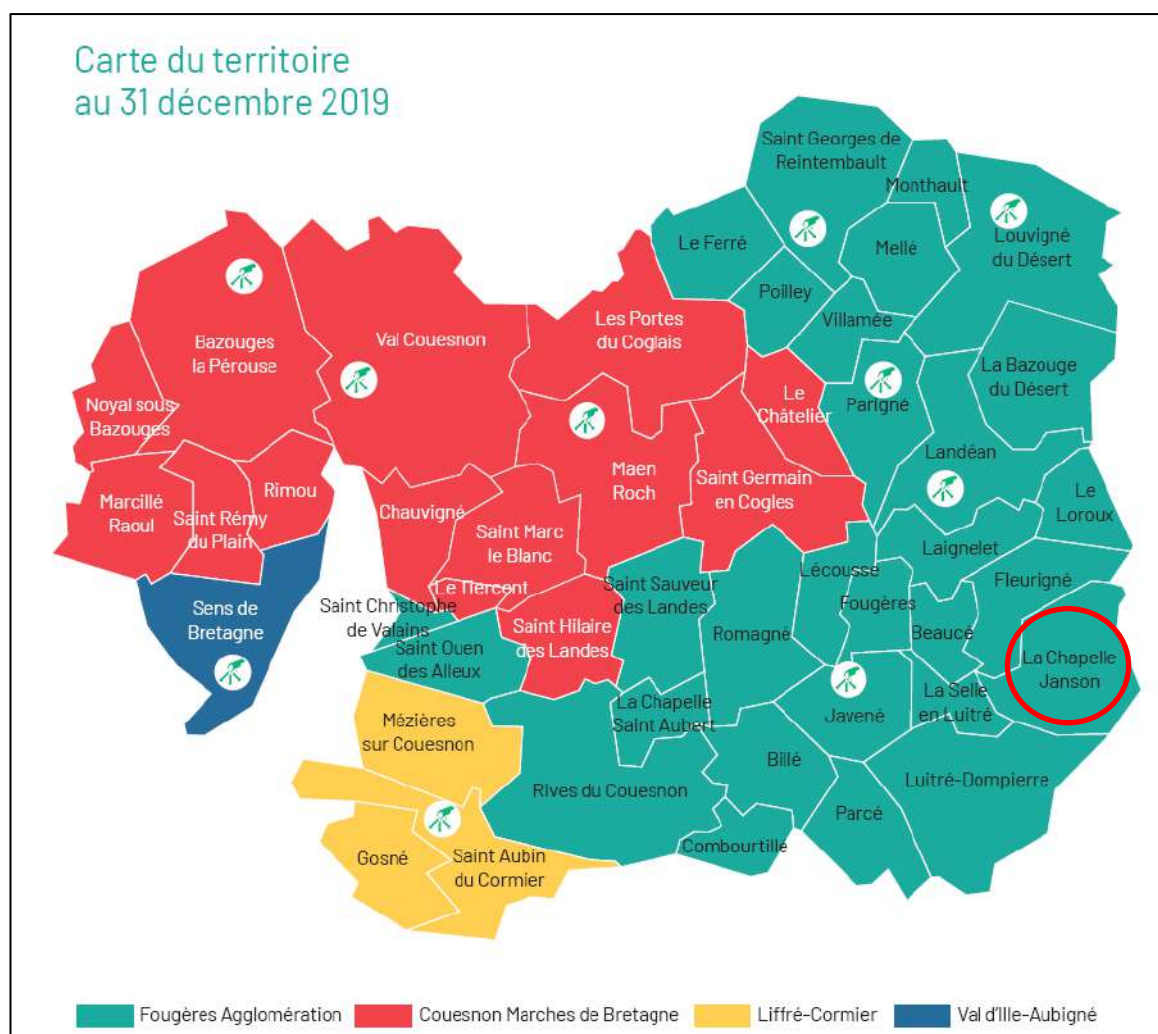 Carte du territoire
au 31 décembre 2019
Saint Georges de
Reintembault
Monthault
Louvigné
du Désert
Le Ferré
Mellé
Poilley
Villamée
Les Portes
du Coglais
Val Couesnon
Bazouges
la Pérouse
La Bazouge
du Désert
Le
Châtelier
Parigné
Noyal sous
Bazouges
Landéan
Maen
Roch
Saint Germain
en Cogles
Rimou
Marcillé
Raoul
Saint Rémy
du Plain
Chauvigné
Le
Loroux
Saint Marc
le Blanc
Laignelet
Lécousse
Fleurigné
Saint Sauveur
des Landes
Le Tiercent
Saint Christophe
de Valains
Fougères
Sens de
Bretagne
Saint Hilaire
des Landes
Romagné
Beaucé
Saint Ouen
des Alleux
La Chapelle
Janson
La Selle
en Luitré
La Chapelle
Saint Aubert
Javené
Mézières
sur Couesnon
Billé
Luitré-Dompierre
Rives du Couesnon
Parcé
Combourtillé
Gosné
Saint Aubin
du Cormier
Fougères Agglomération
Couesnon Marches de Bretagne
Liffré-Cormier
Val d'Ille-Aubigné